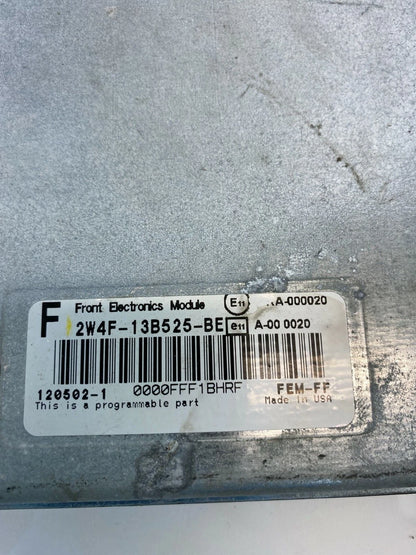 Front Electronics Module E11 RA-000020
F 2W4F-13B525-BE e11 A-00 0020
120502-1 0000FFF1BHRF FEM-FF
This is a programmable part Made in USA